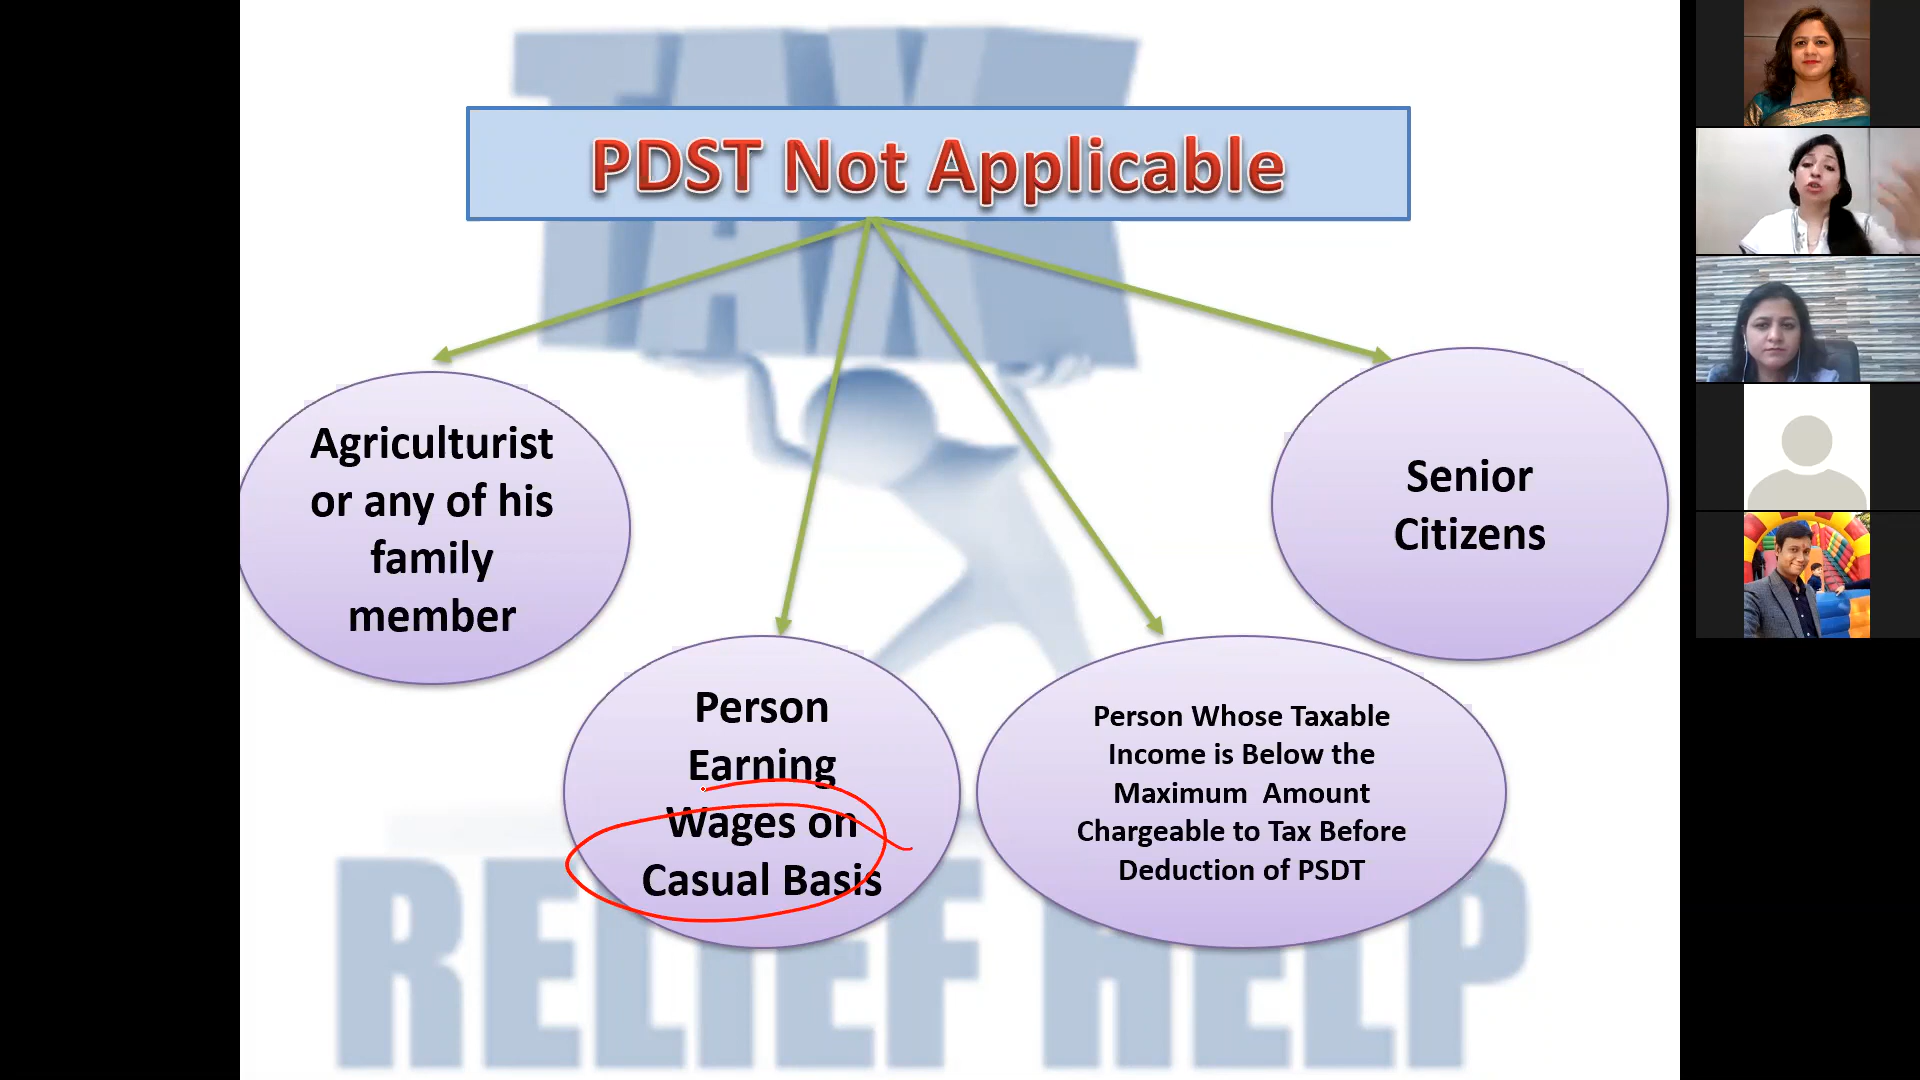 TAX
PDST Not Applicable
Agriculturist
or any of his
family
member
Person
Earning
Wages on
Casual Basis
Person Whose Taxable
Income is Below the
Maximum Amount
Chargeable to Tax Before
Deduction of PSDT
Senior
Citizens
RELIEF HELP